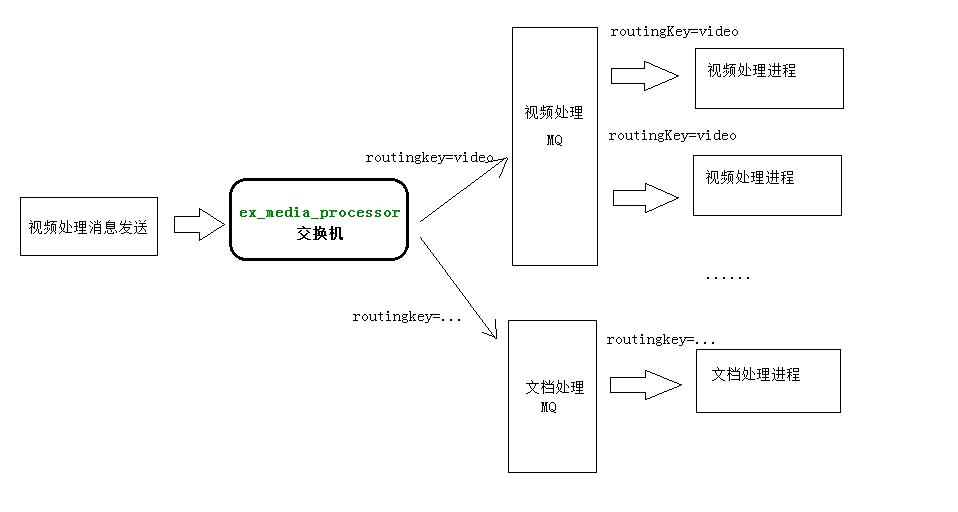 视频处理消息发送
ex_media_processor
交换机
routingkey=video
routingkey=...
视频处理
MQ
routingKey=video
视频处理进程
routingKey=video
视频处理进程
......
文档处理
MQ
routingkey=...
文档处理进程